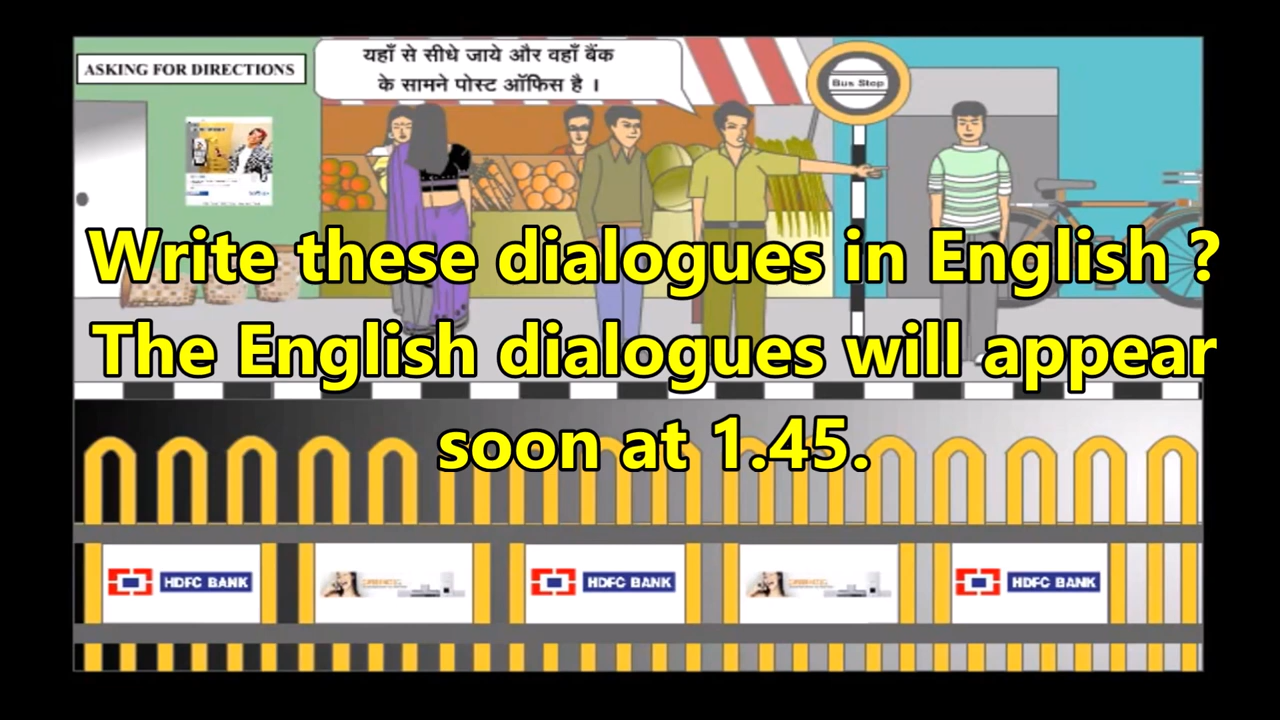 ASKING FOR DIRECTIONS
यहाँ से सीधे जाये और वहाँ बैंक
के सामने पोस्ट ऑफिस है ।
Bus Stop
Write these dialogues in English ?
The English dialogues will appear
soon at 1.45.
HDFC BANK
HDFC BANK
HDFC BANK